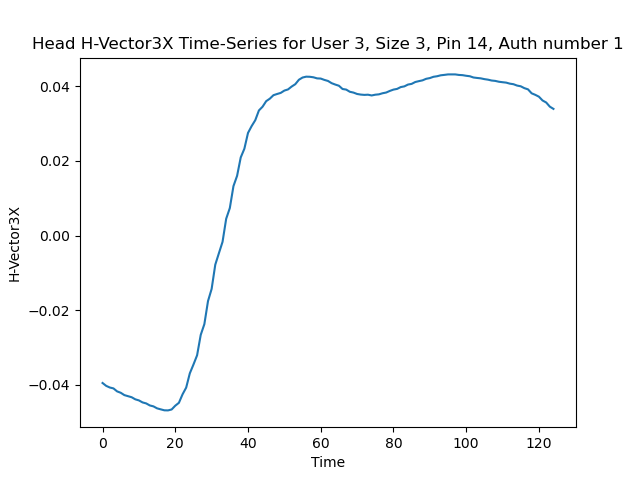 Head H-Vector3X Time-Series for User 3, Size 3, Pin 14, Auth number 1
0.04
0.02
0.00
−0.02
−0.04
H-Vector3X
0 20 40 60 80 100 120
Time